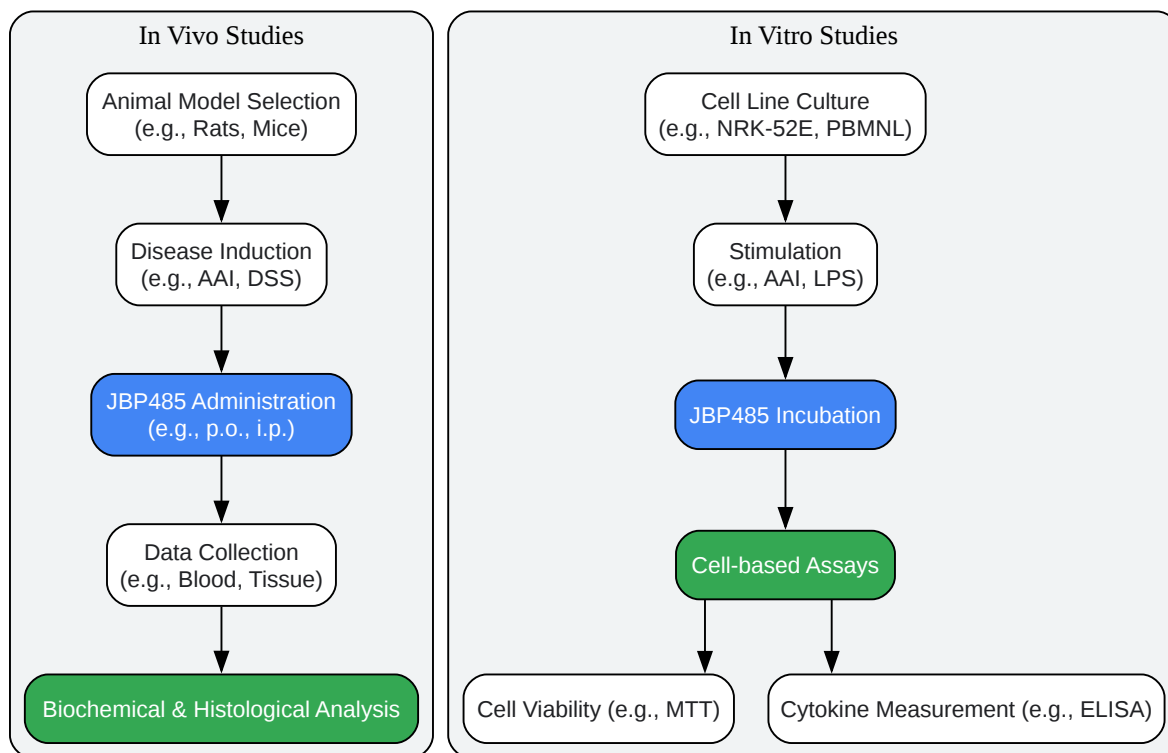 In Vivo Studies
Animal Model Selection
(e.g., Rats, Mice)
Disease Induction
(e.g., AAI, DSS)
JBP485 Administration
(e.g., p.o., i.p.)
Data Collection
(e.g., Blood, Tissue)
Biochemical & Histological Analysis
In Vitro Studies
Cell Line Culture
(e.g., NRK-52E, PBMNL)
Stimulation
(e.g., AAI, LPS)
JBP485 Incubation
Cell-based Assays
Cell Viability (e.g., MTT)
Cytokine Measurement (e.g., ELISA)